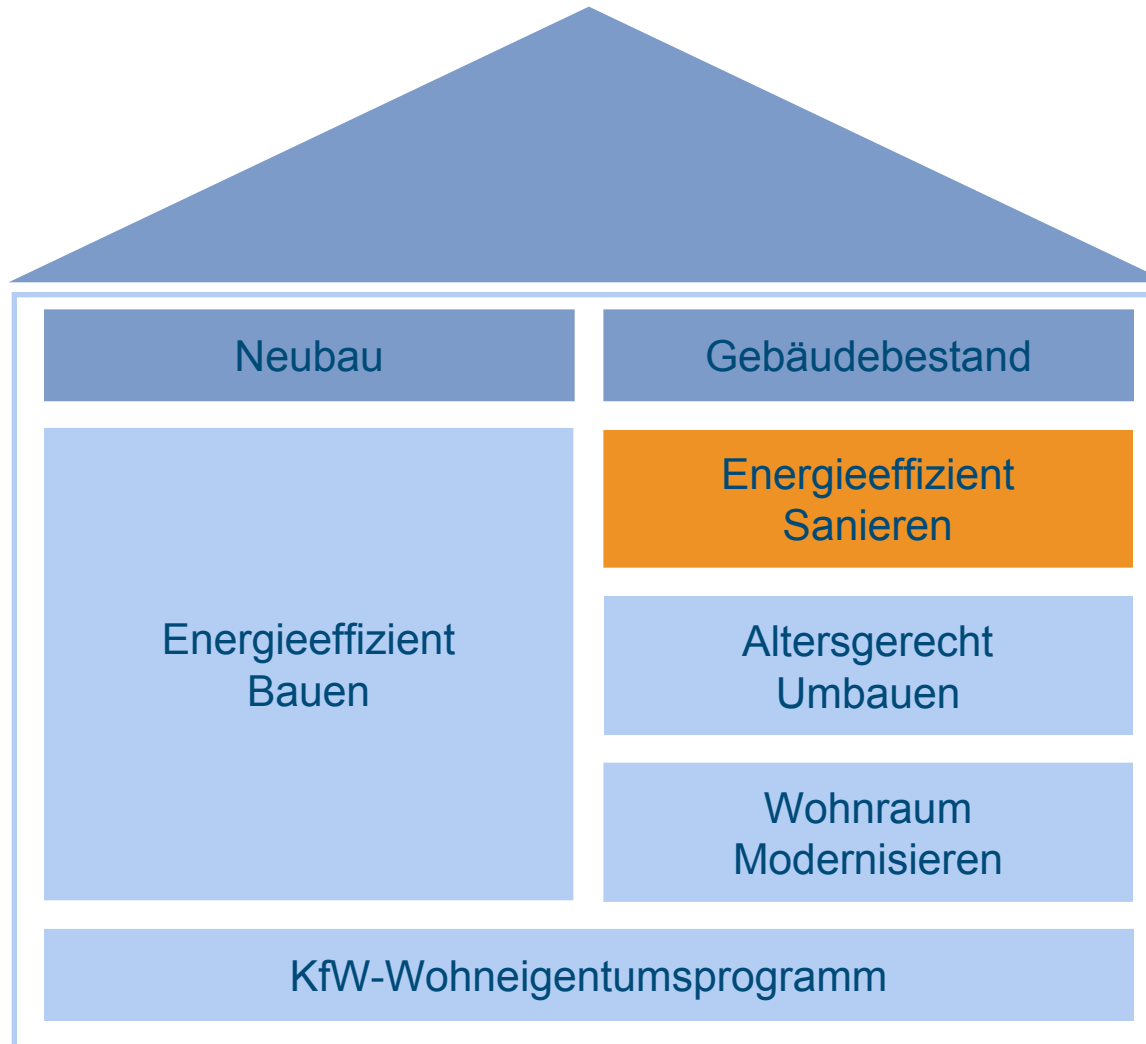 Neubau
Gebäudebestand
Energieeffizient
Bauen
Energieeffizient
Sanieren
Altersgerecht
Umbauen
Wohnraum
Modernisieren
KfW-Wohneigentumsprogramm